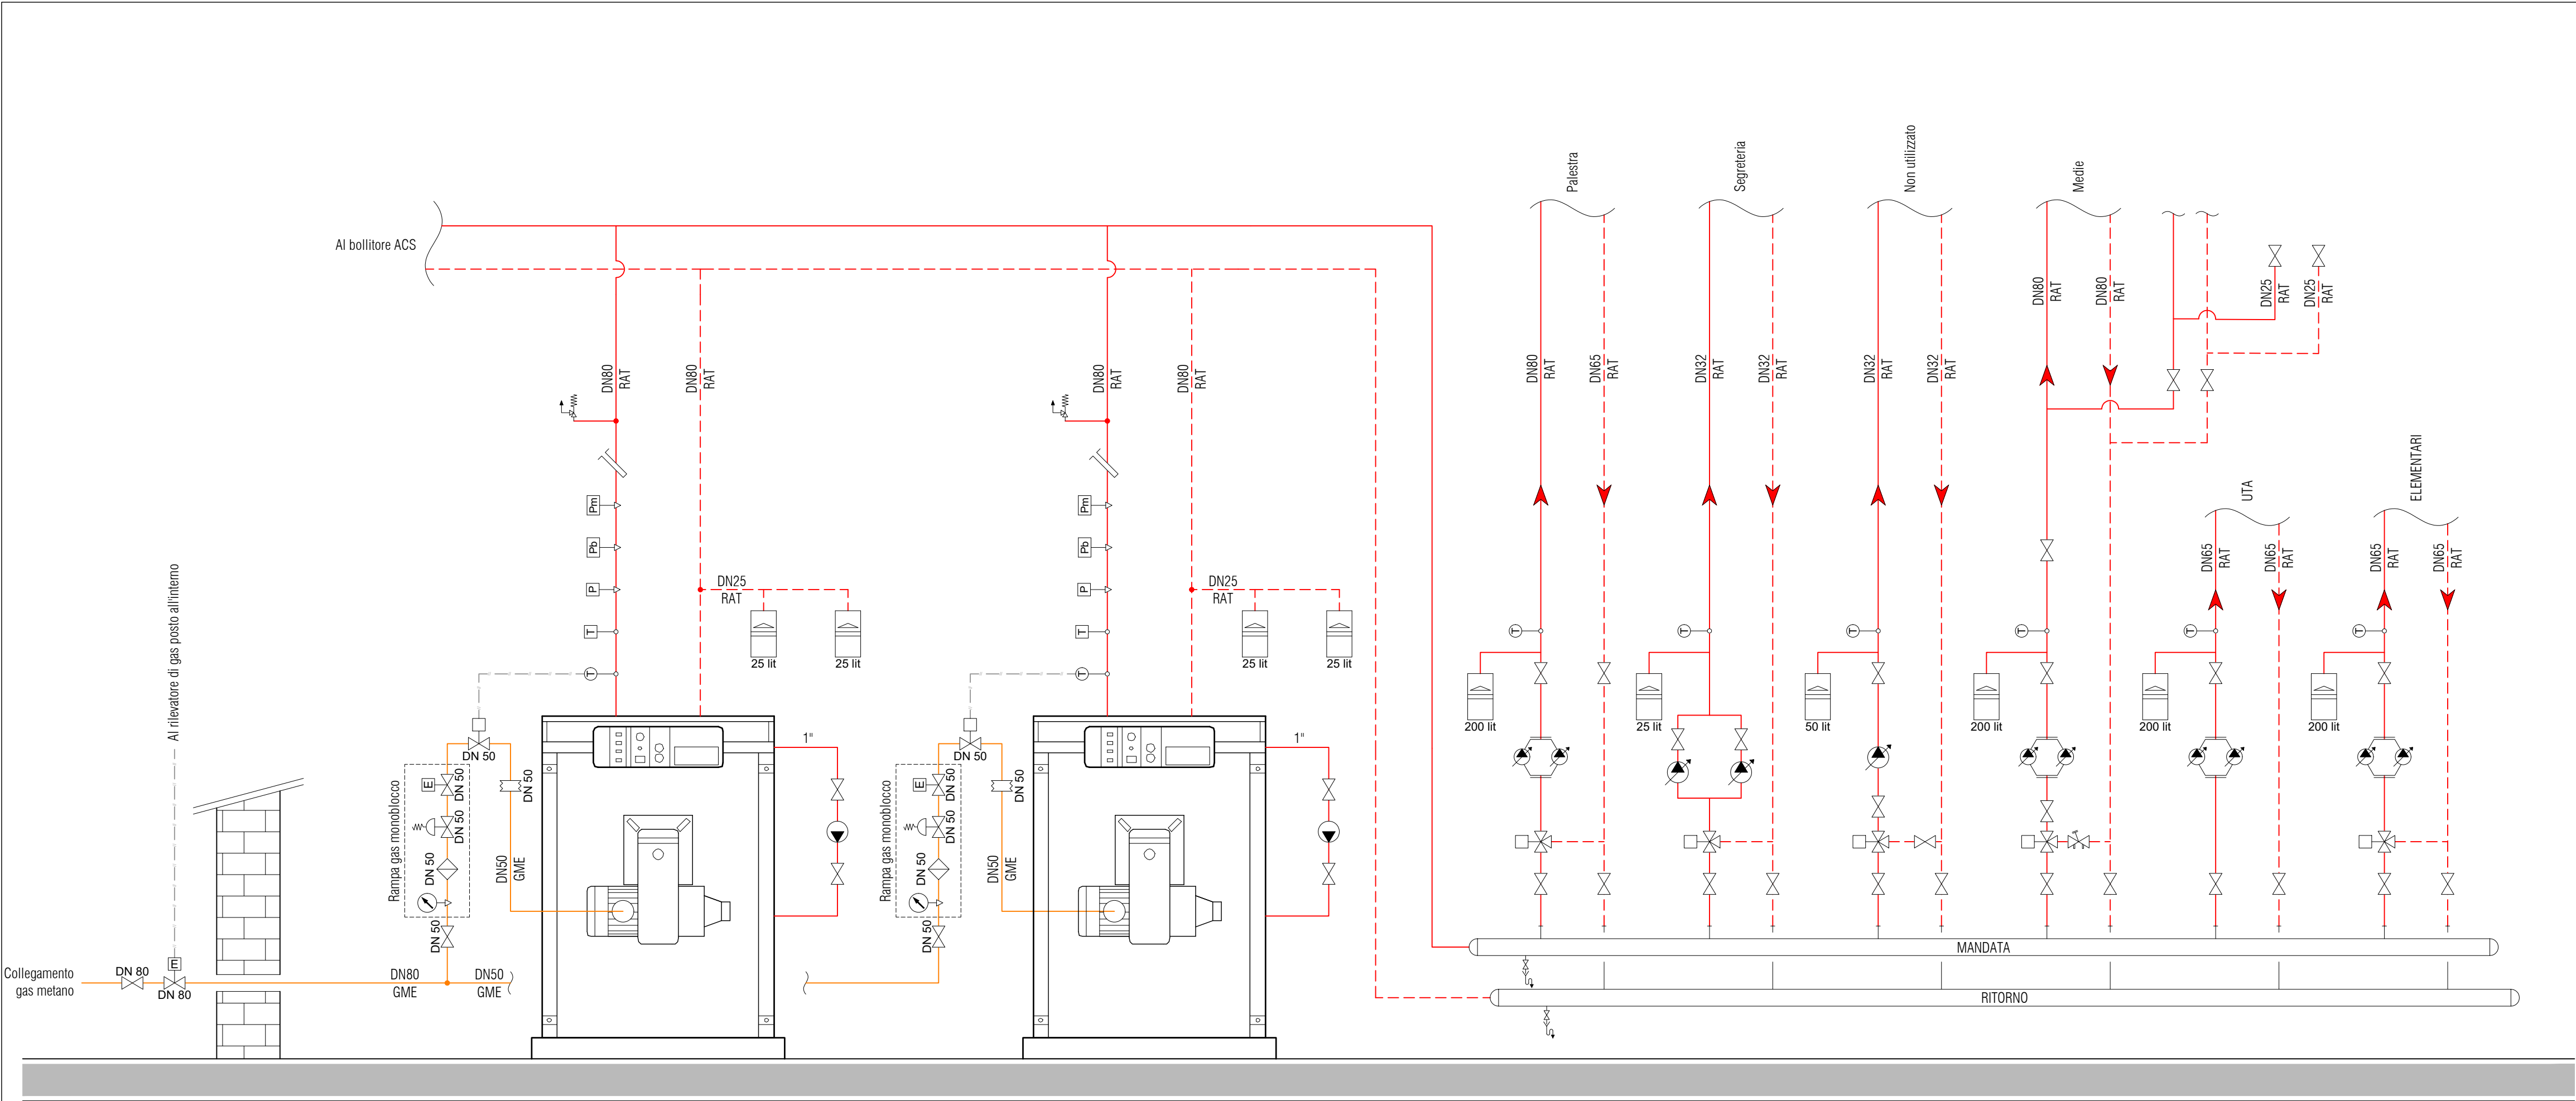 Palestra
Segreteria
Non utilizzato
Medie
Al bollitore ACS
DN25
RAT
DN25
RAT
DN80
RAT
DN80
RAT
DN80
RAT
DN80
RAT
DN80
RAT
DN80
RAT
DN80
RAT
DN65
RAT
DN32
RAT
DN32
RAT
DN32
RAT
DN32
RAT
UTA
ELEMENTARI
Pm
Pb
P
T
T
Pm
Pb
P
T
T
DN25
RAT
25 lit
25 lit
DN25
RAT
25 lit
25 lit
DN65
RAT
DN65
RAT
DN65
RAT
DN65
RAT
T
T
T
T
T
T
200 lit
25 lit
50 lit
200 lit
200 lit
200 lit
Al rilevatore di gas posto all'interno
Rampa gas monoblocco
DN 50
E
DN 50
DN 50
DN 50
DN 50
DN 50
DN50
GME
1"
Rampa gas monoblocco
DN 50
E
DN 50
DN 50
DN 50
DN 50
DN 50
DN50
GME
1"
Collegamento
gas metano
DN 80
E
DN 80
DN80
GME
DN50
GME
MANDATA
RITORNO